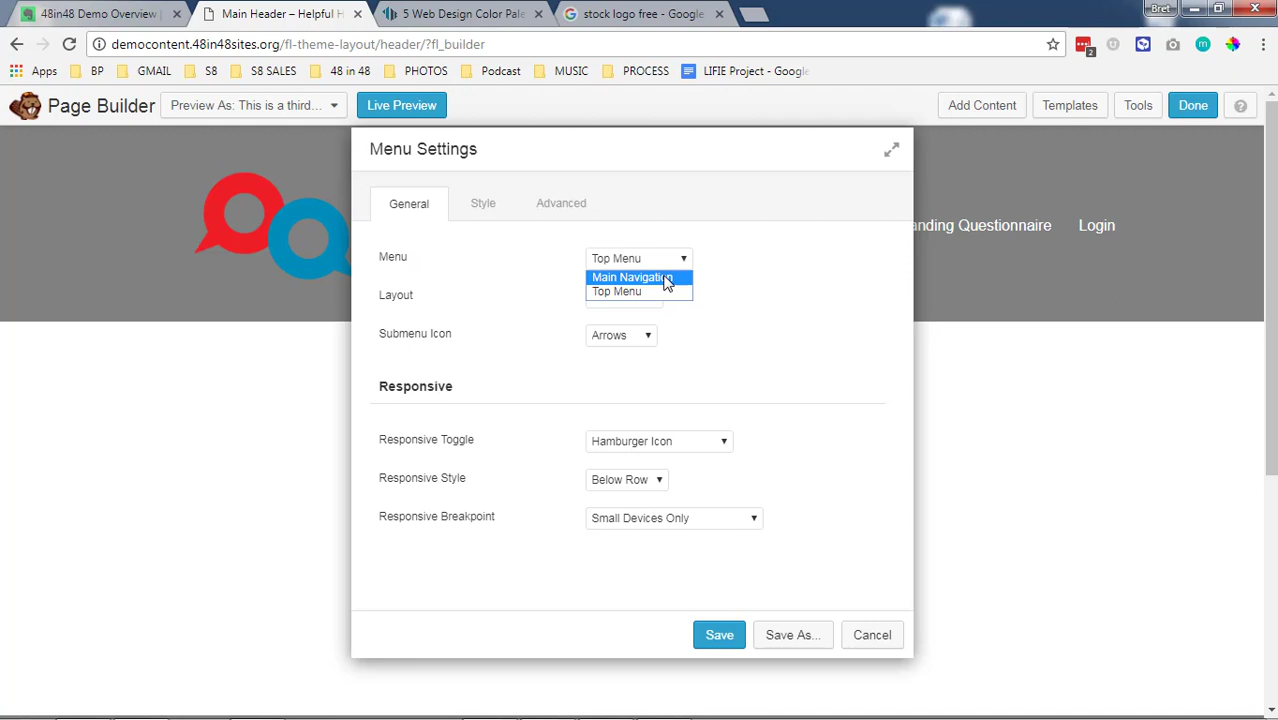 48in48 Demo Overview
Main Header – Helpful H
5 Web Design Color Pale
stock logo free - Google
Bret
democontent.48in48sites.org/fl-theme-layout/header/?fl_builder
2
Apps
BP
GMAIL
S8
S8 SALES
48 in 48
PHOTOS
Podcast
MUSIC
PROCESS
LIFIE Project - Google
Page Builder
Preview As: This is a third...
Live Preview
Add Content
Templates
Tools
Done
?
Menu Settings
General
Style
Advanced
anding Questionnaire
Login
Menu
Top Menu
Main Navigation
Top Menu
Layout
Submenu Icon
Arrows
Responsive
Responsive Toggle
Hamburger Icon
Responsive Style
Below Row
Responsive Breakpoint
Small Devices Only
Save
Save As...
Cancel